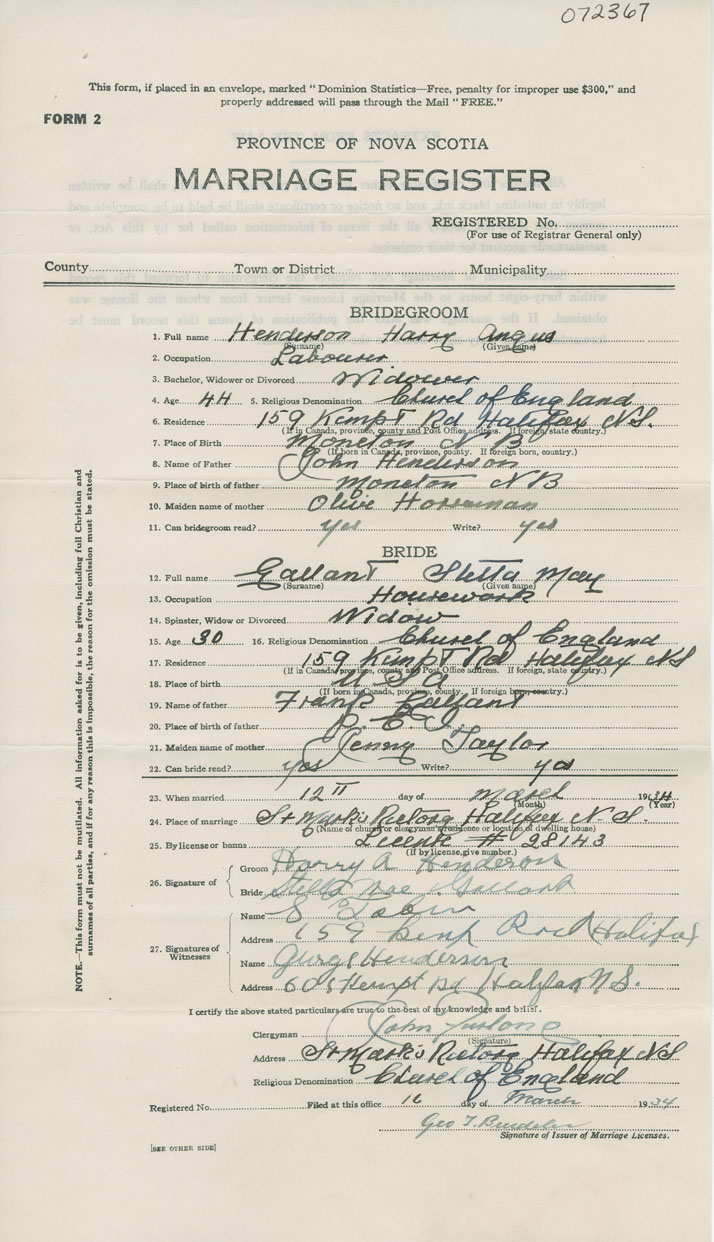 072367
This form, if placed in an envelope, marked "Dominion Statistics—Free, penalty for improper use $300," and
properly addressed will pass through the Mail "FREE."
FORM 2
PROVINCE OF NOVA SCOTIA
MARRIAGE REGISTER
REGISTERED No.
(For use of Registrar General only)
County Town or District Municipality
BRIDEGROOM
1. Full name Henderson Harry Angus
(Surname) (Given name)
2. Occupation Labourer
3. Bachelor, Widower or Divorced Widower
4. Age 44 5. Religious Denomination Church of England
6. Residence 159 Kempt Rd Halifax N.S.
(If in Canada, province, county and Post Office address. If foreign, state country.)
7. Place of Birth Moncton N B
(If born in Canada, province, county. If foreign born, country.)
8. Name of Father John Henderson
9. Place of birth of father Moncton N B
10. Maiden name of mother Olive
11. Can bridegroom read? yes Write? yes
BRIDE
12. Full name Gallant Stella May
(Surname) (Given name)
13. Occupation Housework
14. Spinster, Widow or Divorced Widow
15. Age 30 16. Religious Denomination Church of England
17. Residence 159 Kempt Rd Halifax N S
(If in Canada, province, county and Post Office address. If foreign, state country.)
18. Place of birth U S A
(If born in Canada, province, county. If foreign born, country.)
19. Name of father Frank Gallant
20. Place of birth of father P. E. I.
21. Maiden name of mother Jenny Taylor
22. Can bride read? yes Write? yes
23. When married 12 day of March 1934
(Month) (Year)
24. Place of marriage St Mark's Rectory Halifax N. S.
(Name of church or clergyman's residence or location of dwelling house)
25. By license or banns License # 28143
(If by license, give number.)
26. Signature of Groom Harry A Henderson
Bride Stella Mae Gallant
27. Signatures of Witnesses
Name S
Address 159 Kempt Road Halifax
Name George Henderson
Address Kempt Rd Halifax N.S.
I certify the above stated particulars are true to the best of my knowledge and belief.
Clergyman John Furlong
(Signature)
Address St Mark's Rectory Halifax N S
Religious Denomination Church of England
Registered No. Filed at this office 16 day of March 1934
Geo T.
Signature of Issuer of Marriage Licenses.
[SEE OTHER SIDE]
NOTE.—This form must not be mutilated. All information asked for is to be given, including full Christian and
surnames of all parties, and if for any reason this is impossible, the reason for the omission must be stated.